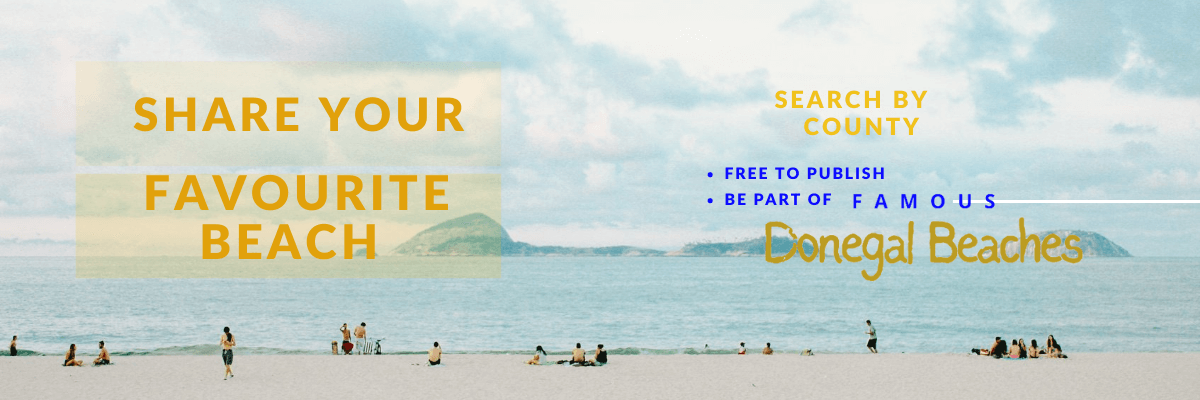 SHARE YOUR
FAVOURITE
BEACH
SEARCH BY
COUNTY
• FREE TO PUBLISH
• BE PART OF FAMOUS
Donegal Beaches